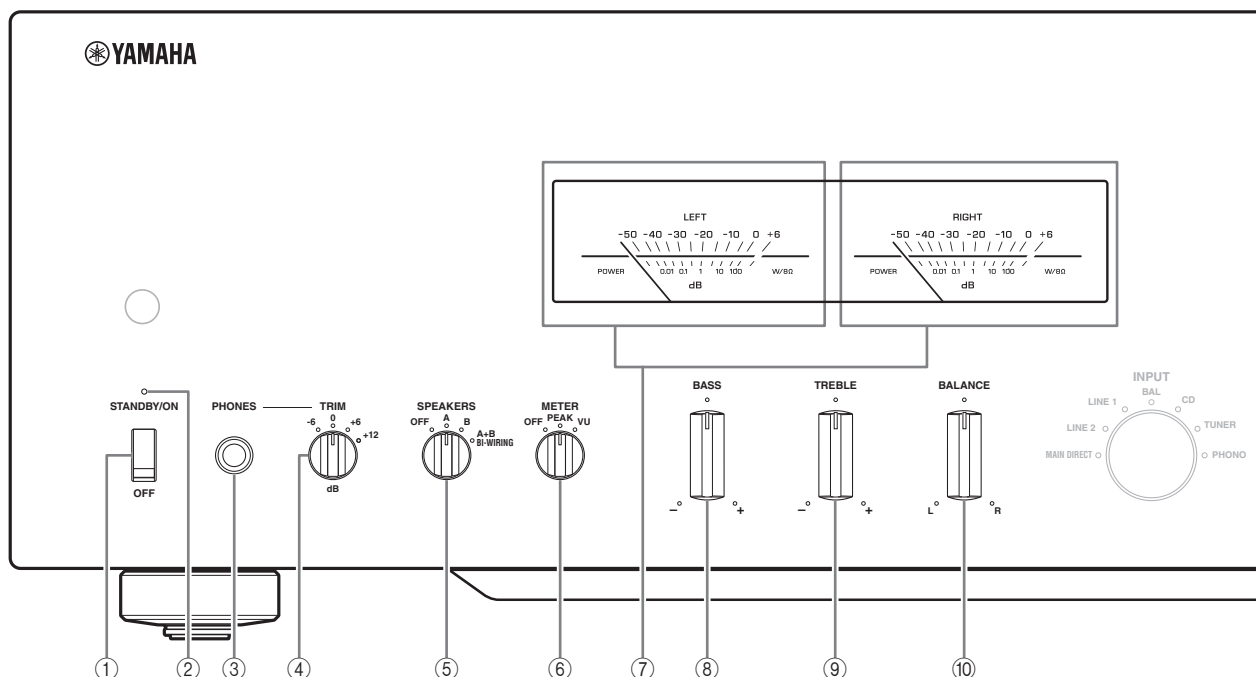 YAMAHA
LEFT
-50 -40 -30 -20 -10 0 +6
POWER 0.01 0.1 1 10 100 W/8Ω
dB
RIGHT
-50 -40 -30 -20 -10 0 +6
POWER 0.01 0.1 1 10 100 W/8Ω
dB
STANDBY/ON
OFF
PHONES
TRIM
-6 0 +6 +12
dB
SPEAKERS
OFF A B A+B
BI-WIRING
METER
OFF PEAK VU
BASS
– +
TREBLE
– +
BALANCE
L R
INPUT
BAL
LINE 1 CD
LINE 2 TUNER
MAIN DIRECT PHONO
① ② ③ ④ ⑤ ⑥ ⑦ ⑧ ⑨ ⑩